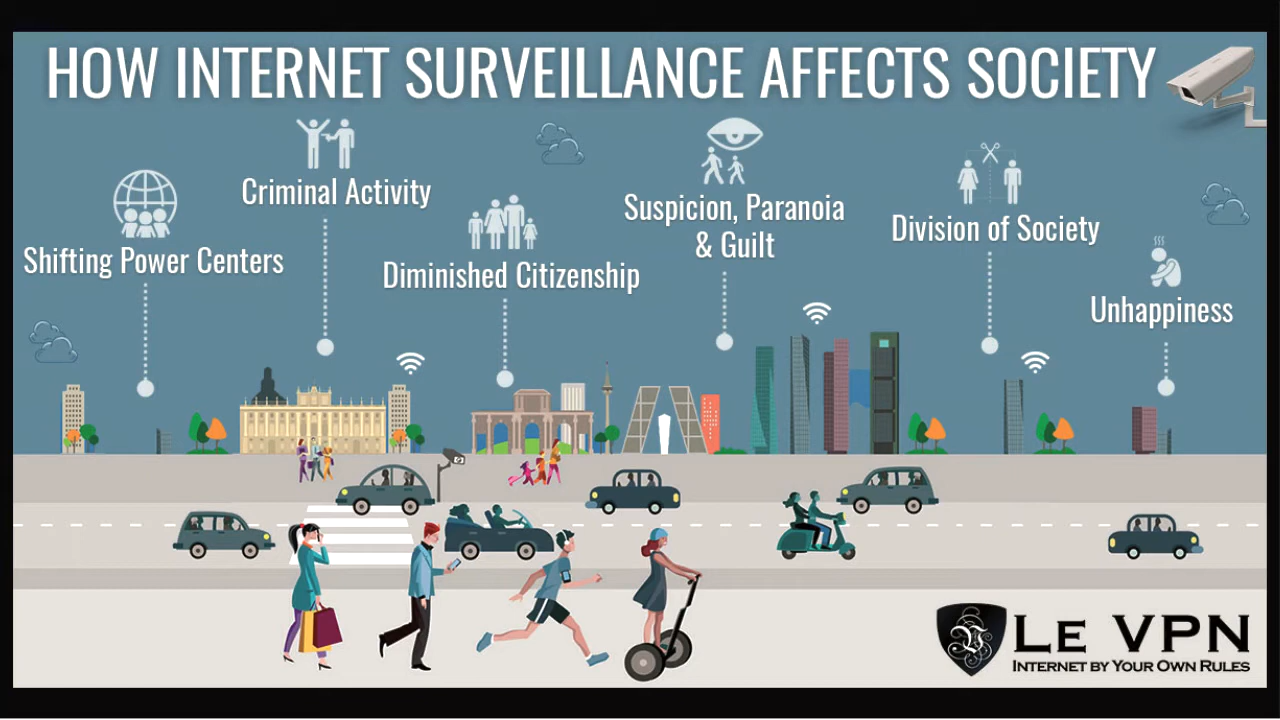 HOW INTERNET SURVEILLANCE AFFECTS SOCIETY
Shifting Power Centers
Criminal Activity
Diminished Citizenship
Suspicion, Paranoia
& Guilt
Division of Society
Unhappiness
LE VPN
INTERNET BY YOUR OWN RULES